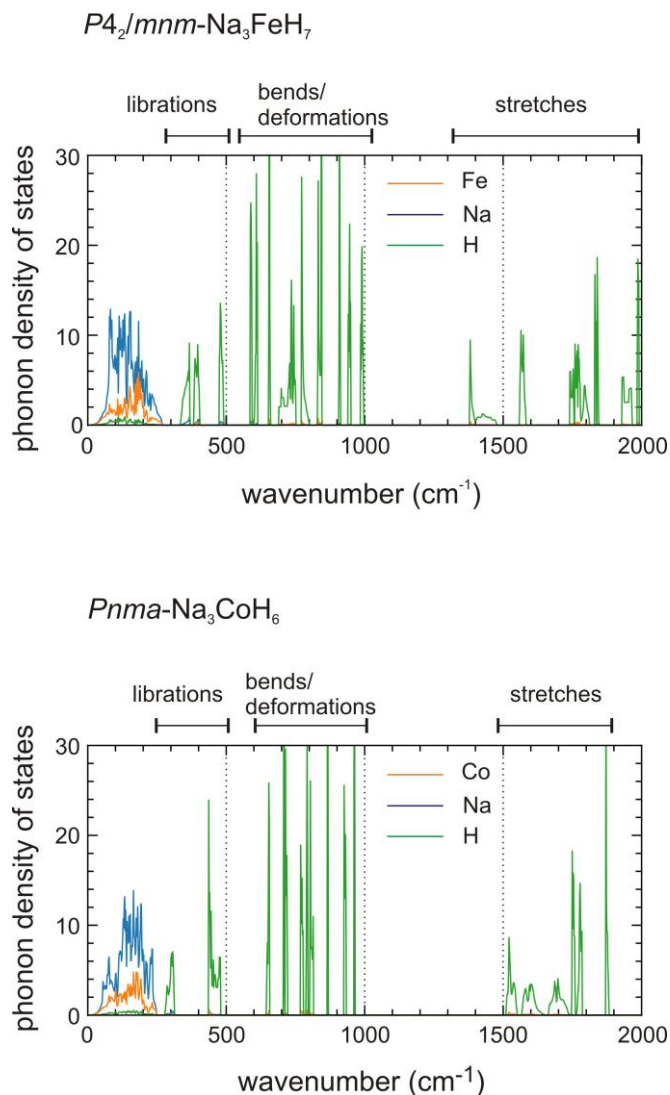 P4₂/mnm-Na₃FeH₇
bends/
librations deformations stretches
30
Fe
Na
20
H
10
0
0 500 1000 1500 2000
phonon density of states
wavenumber (cm⁻¹)
Pnma-Na₃CoH₆
bends/
librations deformations stretches
30
Co
Na
20
H
10
0
0 500 1000 1500 2000
phonon density of states
wavenumber (cm⁻¹)